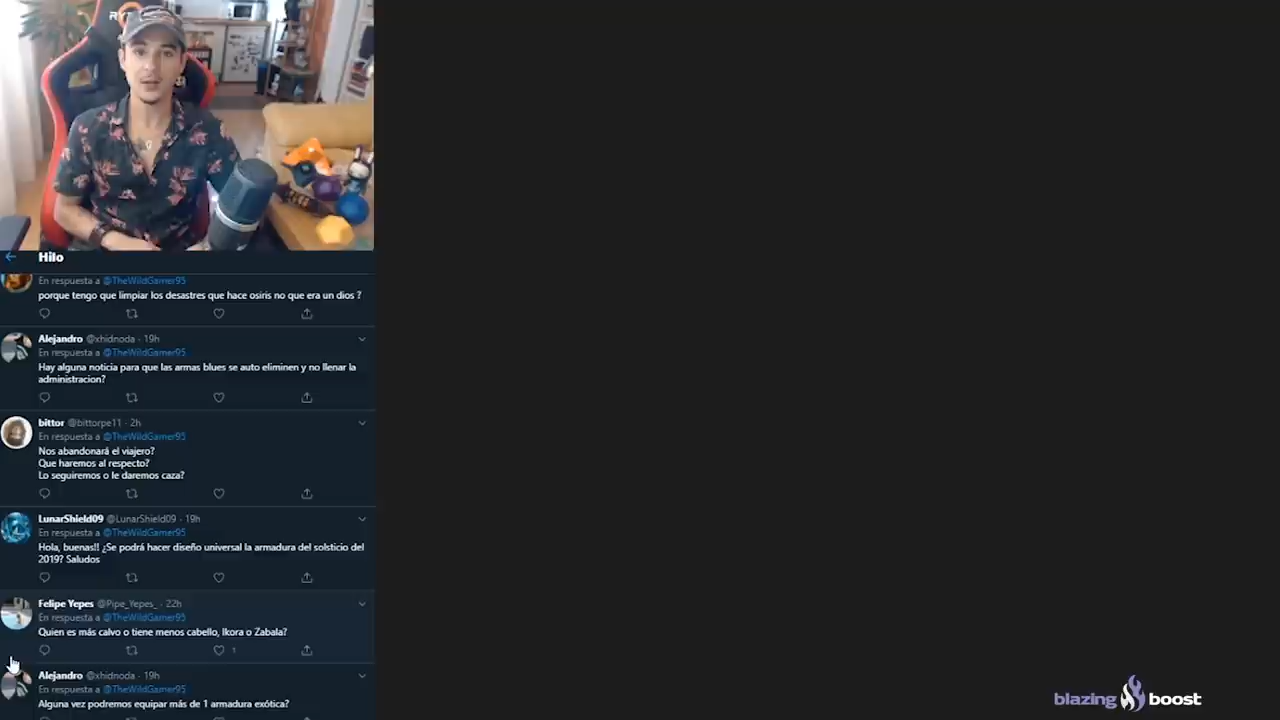 Hilo
En respuesta a @TheWildGamer95
porque tengo que limpiar los desastres que hace osiris no que era un dios ?
Alejandro @xhidnoda · 19h
En respuesta a @TheWildGamer95
Hay alguna noticia para que las armas blues se auto eliminen y no llenar la
administracion?
bittor @bittorpe11 · 2h
En respuesta a @TheWildGamer95
Nos abandonará el viajero?
Que haremos al respecto?
Lo seguiremos o le daremos caza?
LunarShield09 @LunarShield09 · 19h
En respuesta a @TheWildGamer95
Hola, buenas!! ¿Se podrá hacer diseño universal la armadura del solsticio del
2019? Saludos
Felipe Yepes @Pipe_Yepes_ · 22h
En respuesta a @TheWildGamer95
Quien es más calvo o tiene menos cabello, Ikora o Zabala?
1
Alejandro @xhidnoda · 19h
En respuesta a @TheWildGamer95
Alguna vez podremos equipar más de 1 armadura exótica?
blazing boost